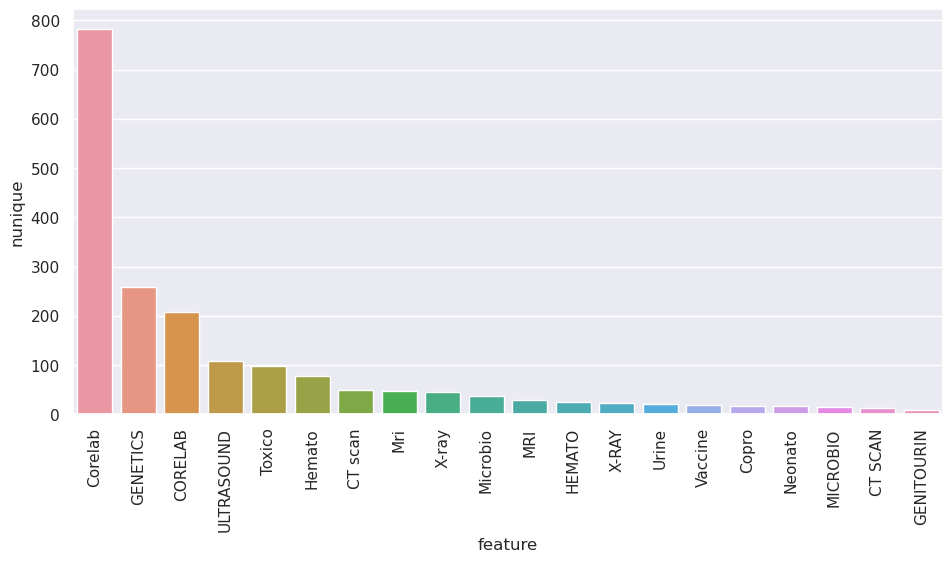 800
700
600
500
400
300
200
100
0
nunique
Corelab
GENETICS
CORELAB
ULTRASOUND
Toxico
Hemato
CT scan
Mri
X-ray
Microbio
MRI
HEMATO
X-RAY
Urine
Vaccine
Copro
Neonato
MICROBIO
CT SCAN
GENITOURIN
feature